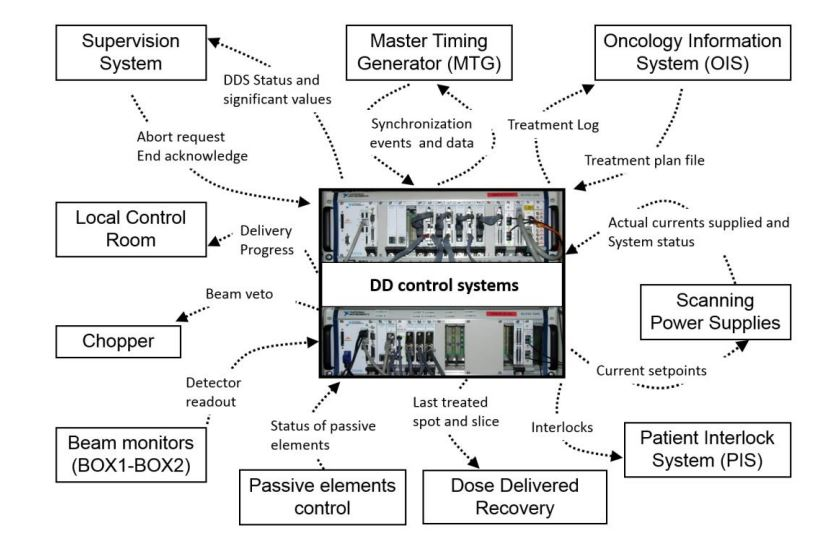 Supervision
System
Master Timing
Generator (MTG)
Oncology Information
System (OIS)
DDS Status and
significant values
Synchronization
events and data
Treatment Log
Abort request
End acknowledge
Treatment plan file
Local Control
Room
Delivery
Progress
Actual currents supplied and
System status
DD control systems
Beam veto
Scanning
Power Supplies
Chopper
Current setpoints
Detector
readout
Status of passive
elements
Last treated
spot and slice
Interlocks
Beam monitors
(BOX1-BOX2)
Patient Interlock
System (PIS)
Passive elements
control
Dose Delivered
Recovery